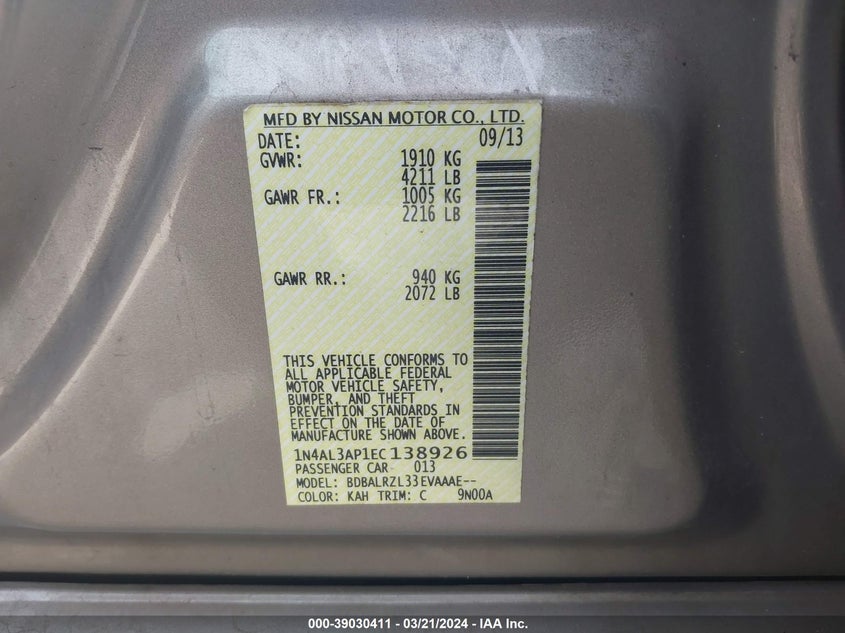 MFD BY NISSAN MOTOR CO., LTD.
DATE: 09/13
GVWR: 1910 KG
4211 LB
GAWR FR.: 1005 KG
2216 LB
GAWR RR.: 940 KG
2072 LB
THIS VEHICLE CONFORMS TO
ALL APPLICABLE FEDERAL
MOTOR VEHICLE SAFETY,
BUMPER, AND THEFT
PREVENTION STANDARDS IN
EFFECT ON THE DATE OF
MANUFACTURE SHOWN ABOVE.
1N4AL3AP1EC138926
PASSENGER CAR 013
MODEL: BDBALRZL33EVAAAE--
COLOR: KAH TRIM: C 9N00A
000-39030411 - 03/21/2024 - IAA Inc.